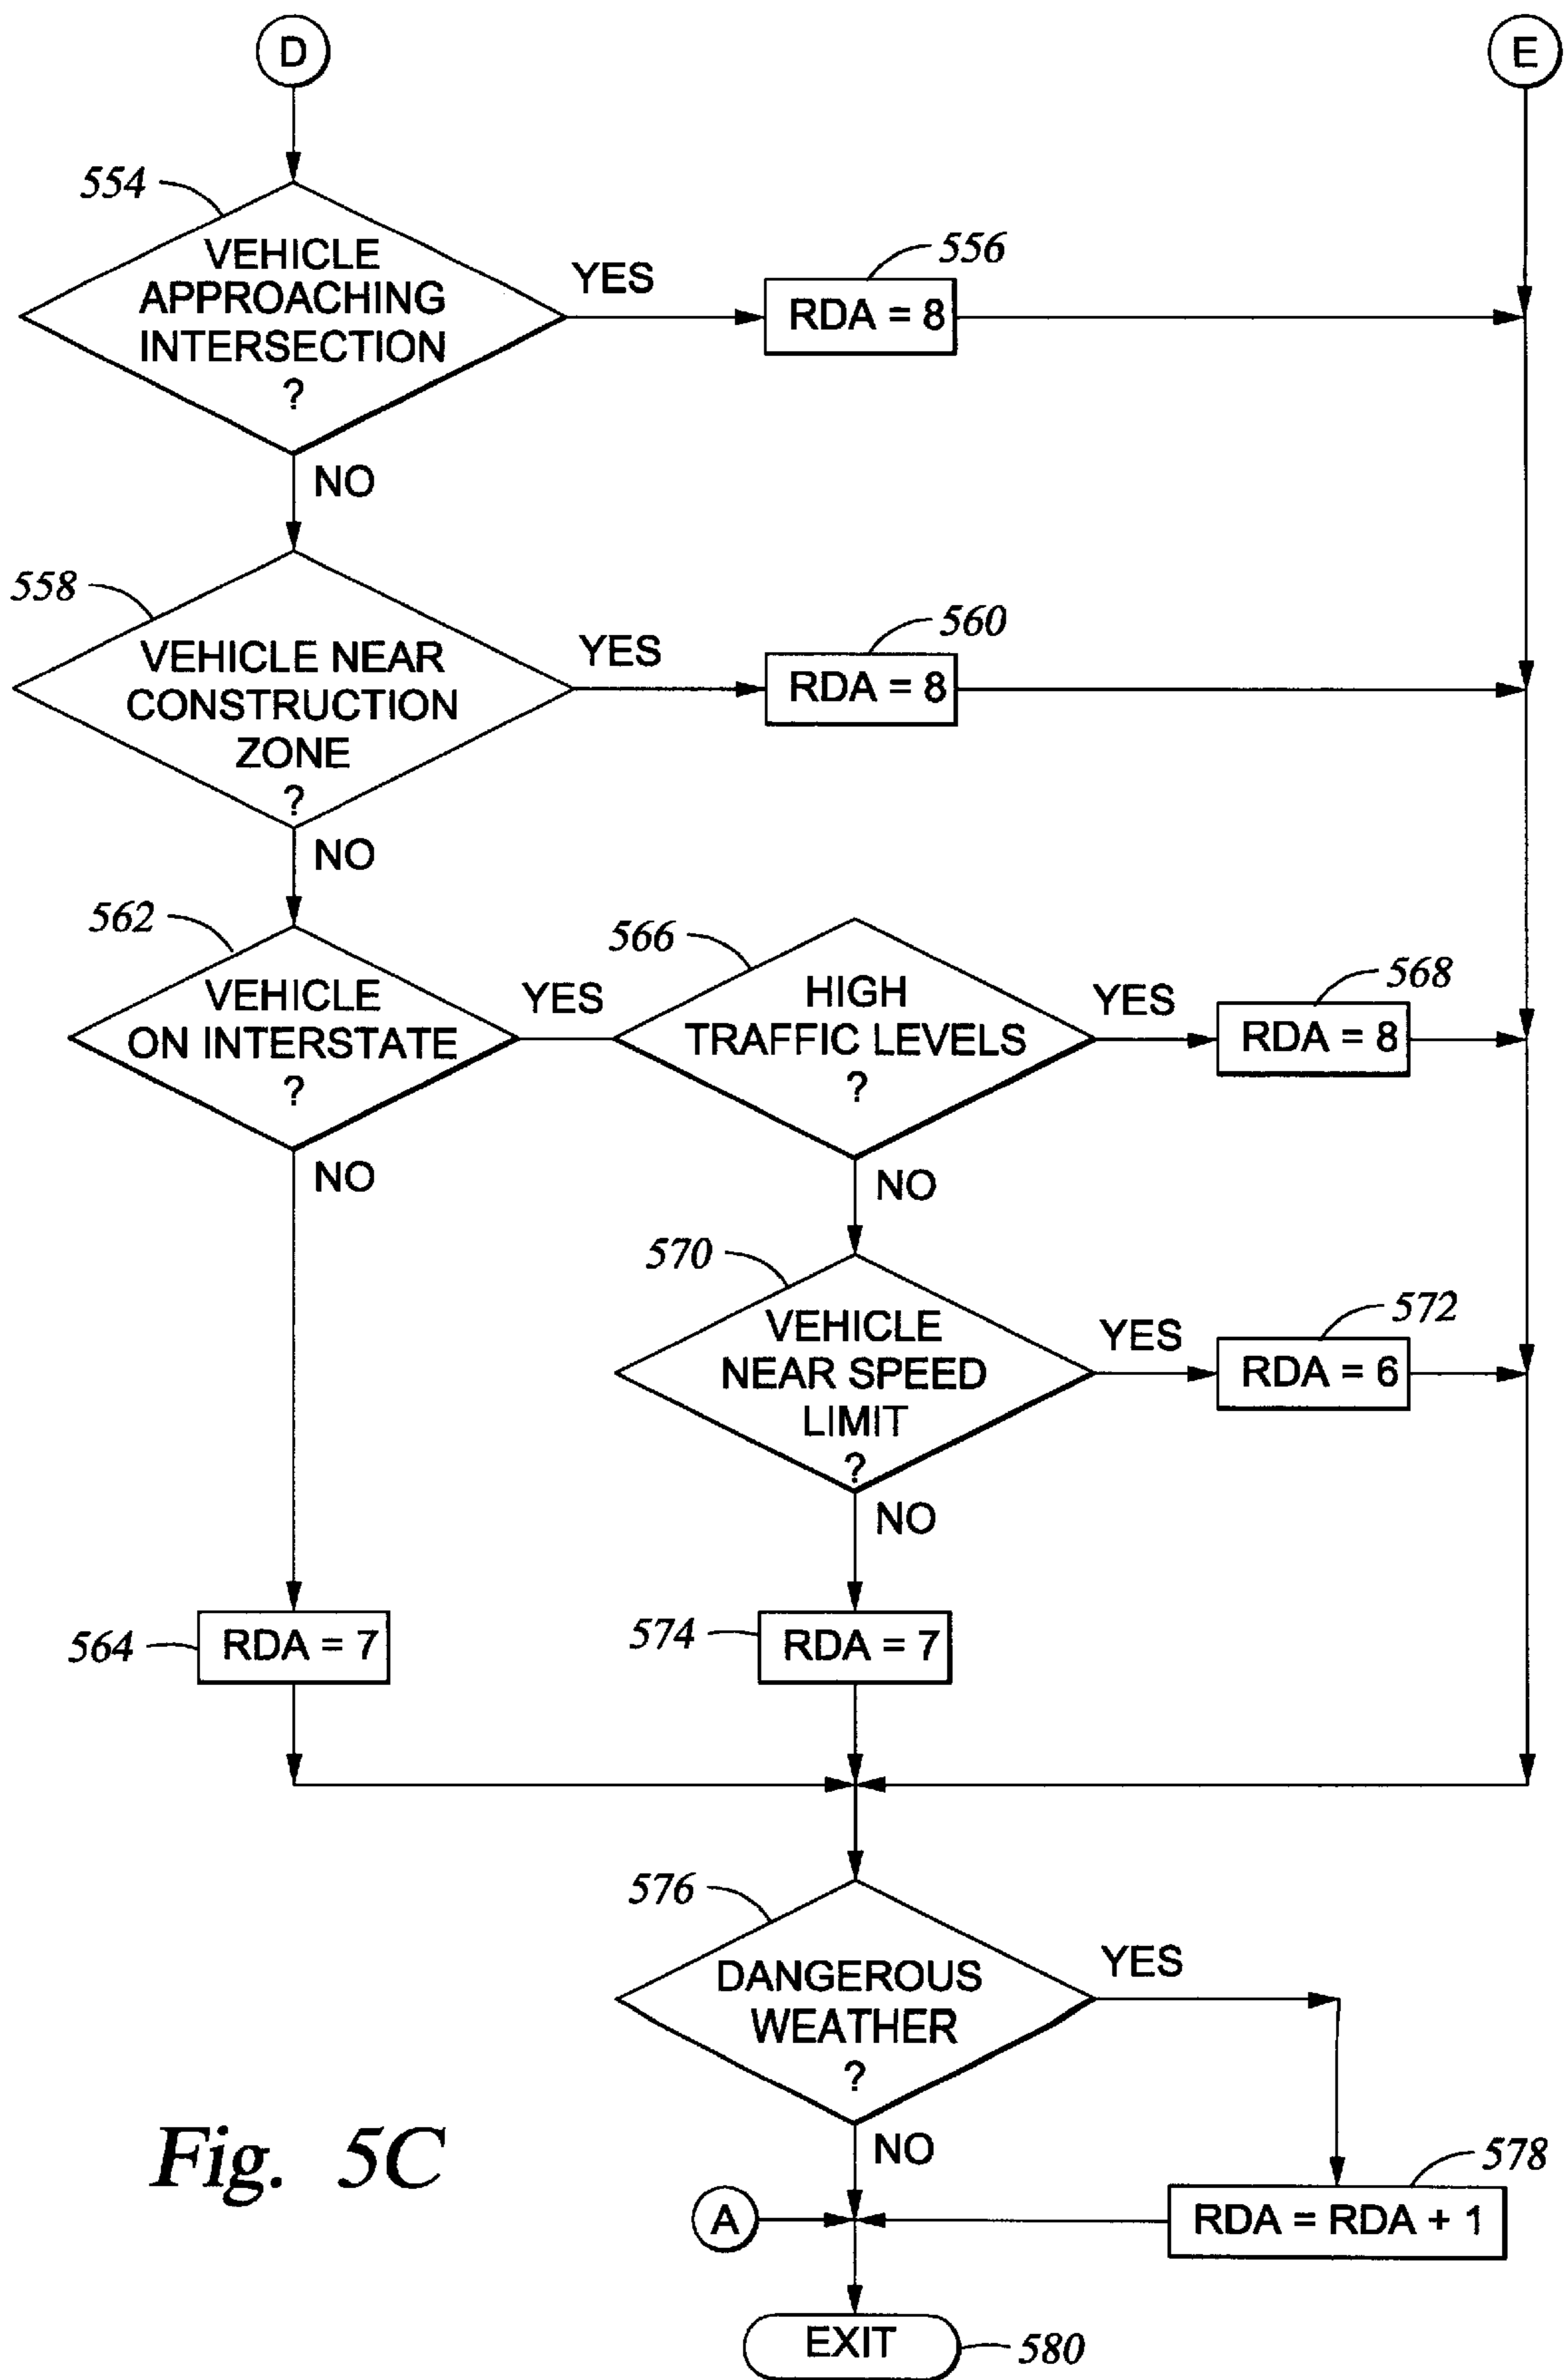 D
E
554
VEHICLE
APPROACHING
INTERSECTION
?
YES
556
RDA = 8
NO
558
VEHICLE NEAR
CONSTRUCTION
ZONE
?
YES
560
RDA = 8
NO
562
VEHICLE
ON INTERSTATE
?
YES
566
HIGH
TRAFFIC LEVELS
?
YES
568
RDA = 8
NO
NO
570
VEHICLE
NEAR SPEED
LIMIT
?
YES
572
RDA = 6
NO
564
RDA = 7
574
RDA = 7
576
DANGEROUS
WEATHER
?
YES
NO
578
RDA = RDA + 1
A
EXIT
580
Fig. 5C